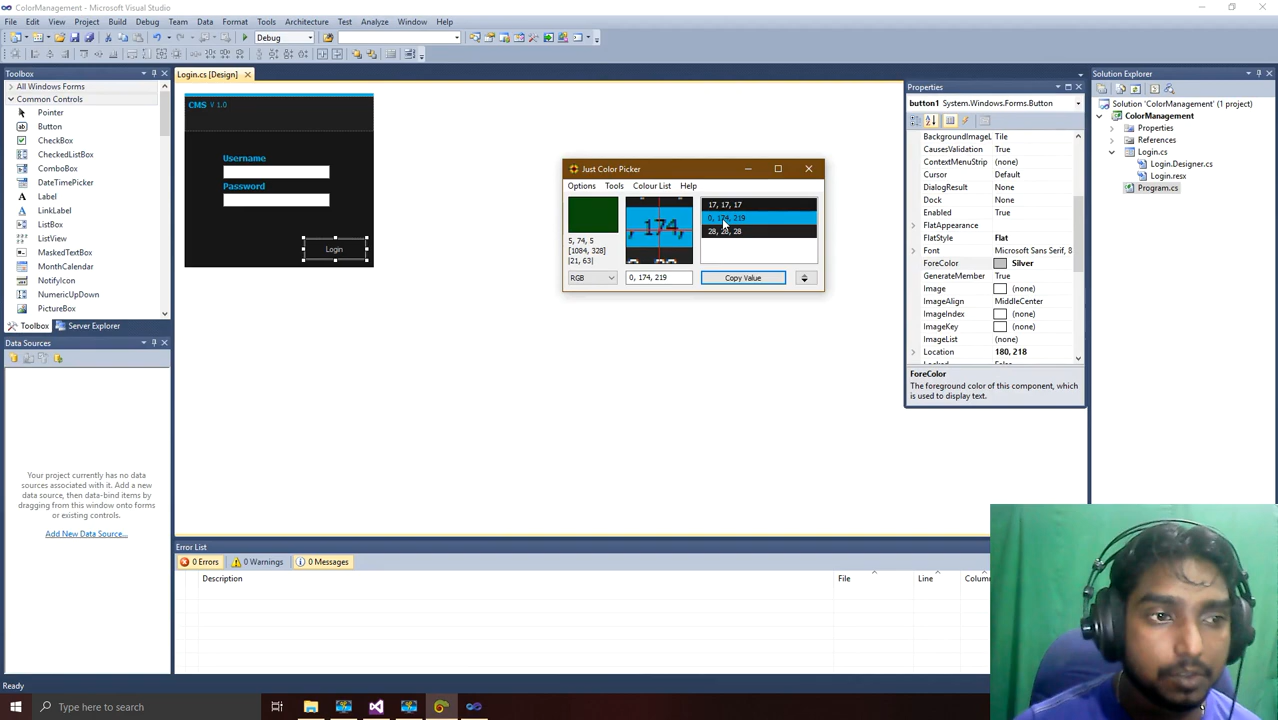 ColorManagement - Microsoft Visual Studio
File Edit View Project Build Debug Team Data Format Tools Architecture Test Analyze Window Help
Debug
Toolbox
All Windows Forms
Common Controls
Pointer
Button
CheckBox
CheckedListBox
ComboBox
DateTimePicker
Label
LinkLabel
ListBox
ListView
MonthCalendar
NotifyIcon
NumericUpDown
PictureBox
Toolbox Server Explorer
Data Sources
Your project currently has no data
sources associated with it. Add a new
data source, then data-bind items by
dragging from this window onto forms
or existing controls.
Add New Data Source...
Login.cs [Design]
CMS V 1.0
Username
Password
Login
Just Color Picker
Options Tools Colour List Help
, 174,
5, 74, 5
[1084, 328]
|21, 63|
17, 17, 17
0, 174, 219
28, 28, 28
RGB 0, 174, 219 Copy Value
Properties
button1 System.Windows.Forms.Button
BackgroundImageL Tile
CausesValidation True
ContextMenuStrip (none)
Cursor Default
DialogResult None
Enabled True
FlatAppearance
FlatStyle Flat
Font Microsoft Sans Serif, 8
ForeColor Silver
GenerateMember True
Image (none)
ImageAlign MiddleCenter
ImageIndex (none)
ImageKey (none)
ImageList (none)
Location 180, 218
False
ForeColor
The foreground color of this component, which
is used to display text.
Solution Explorer
Solution 'ColorManagement' (1 project)
ColorManagement
Properties
References
Login.cs
Login.Designer.cs
Login.resx
Program.cs
Error List
0 Errors 0 Warnings 0 Messages
Description File Line Column
Ready
Type here to search